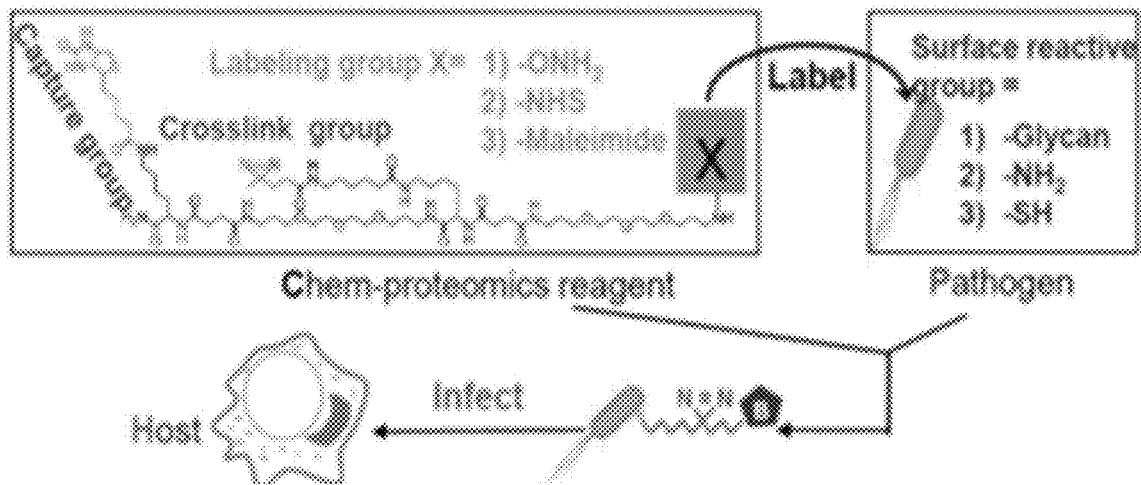 Capture group=
Labeling group X= 1) -ONH₂
2) -NHS
3) -Maleimide
Crosslink group
X
Label
Surface reactive
group =
1) -Glycan
2) -NH₂
3) -SH
Chem-proteomics reagent
Pathogen
Host
Infect
N=N